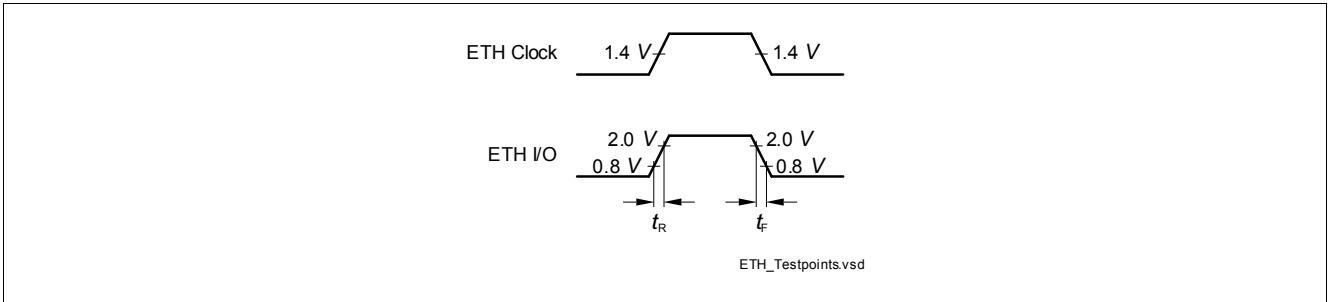 ETH Clock 1.4 V 1.4 V
2.0 V 2.0 V
ETH I/O
0.8 V 0.8 V
tR tF
ETH_Testpoints.vsd